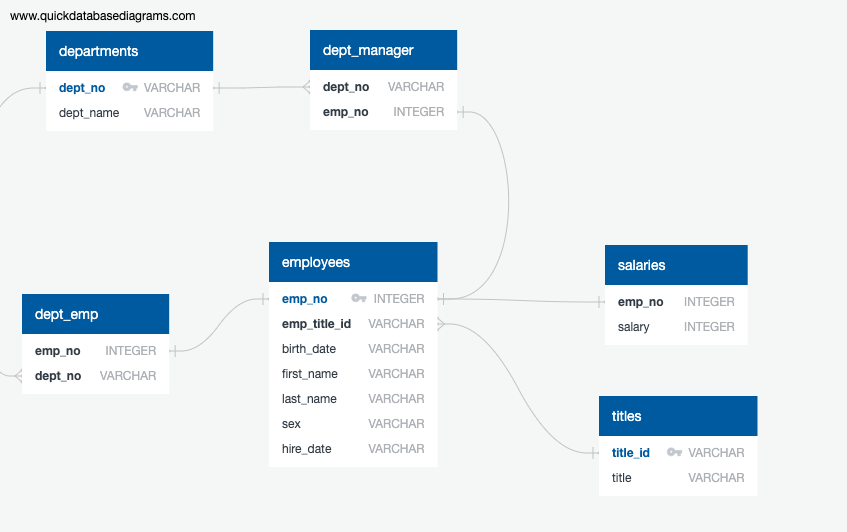 www.quickdatabasediagrams.com
departments
dept_no VARCHAR
dept_name VARCHAR
dept_manager
dept_no VARCHAR
emp_no INTEGER
employees
emp_no INTEGER
emp_title_id VARCHAR
birth_date VARCHAR
first_name VARCHAR
last_name VARCHAR
sex VARCHAR
hire_date VARCHAR
salaries
emp_no INTEGER
salary INTEGER
dept_emp
emp_no INTEGER
dept_no VARCHAR
titles
title_id VARCHAR
title VARCHAR